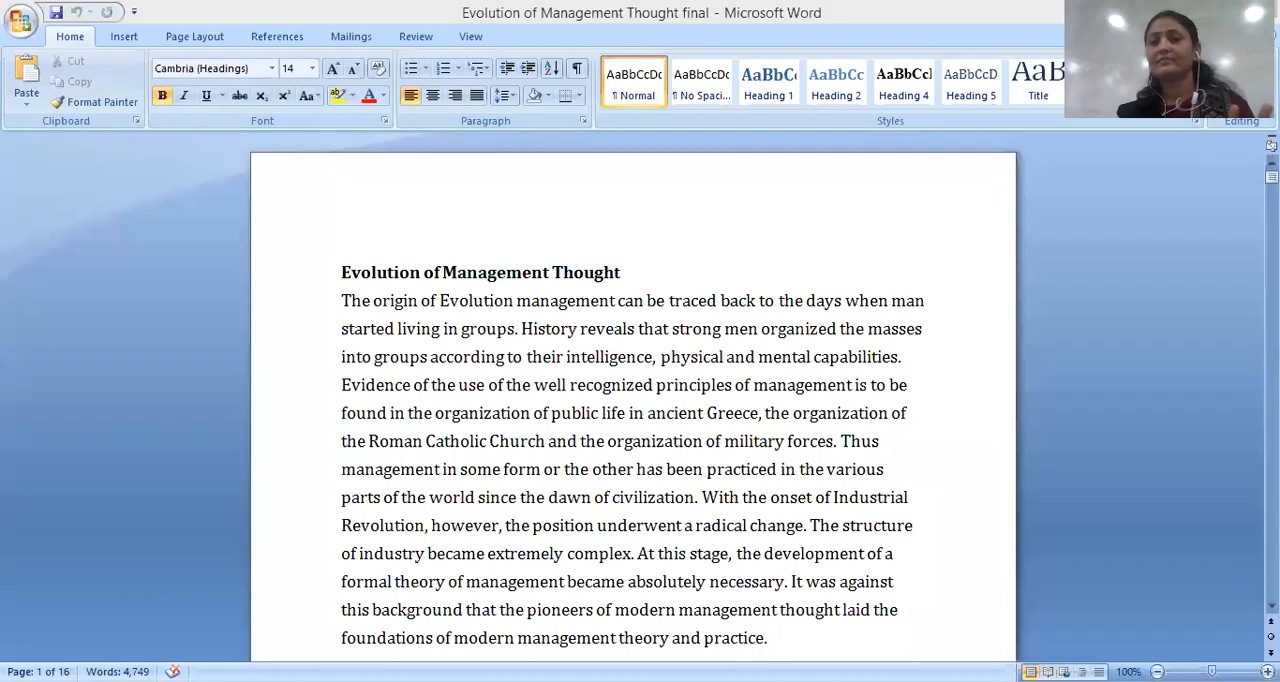 Evolution of Management Thought final - Microsoft Word
Home Insert Page Layout References Mailings Review View
Cut
Copy
Paste
Format Painter
Clipboard
Cambria (Headings) 14
Font
Paragraph
AaBbCcDc AaBbCcDc AaBbC AaBbCc AaBbCcI AaBbCcD AaB
¶ Normal ¶ No Spaci... Heading 1 Heading 2 Heading 4 Heading 5 Title
Styles
Editing
Evolution of Management Thought
The origin of Evolution management can be traced back to the days when man
started living in groups. History reveals that strong men organized the masses
into groups according to their intelligence, physical and mental capabilities.
Evidence of the use of the well recognized principles of management is to be
found in the organization of public life in ancient Greece, the organization of
the Roman Catholic Church and the organization of military forces. Thus
management in some form or the other has been practiced in the various
parts of the world since the dawn of civilization. With the onset of Industrial
Revolution, however, the position underwent a radical change. The structure
of industry became extremely complex. At this stage, the development of a
formal theory of management became absolutely necessary. It was against
this background that the pioneers of modern management thought laid the
foundations of modern management theory and practice.
Page: 1 of 16 Words: 4,749 100%